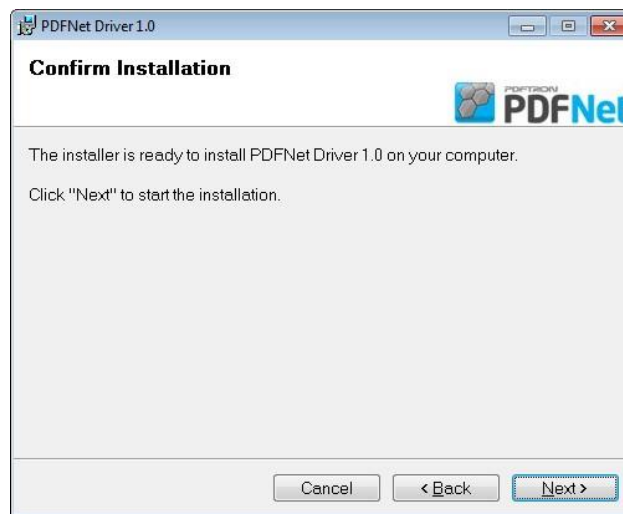 PDFNet Driver 1.0
Confirm Installation
PDFTRON
PDFNet
The installer is ready to install PDFNet Driver 1.0 on your computer.
Click "Next" to start the installation.
Cancel
< Back
Next >